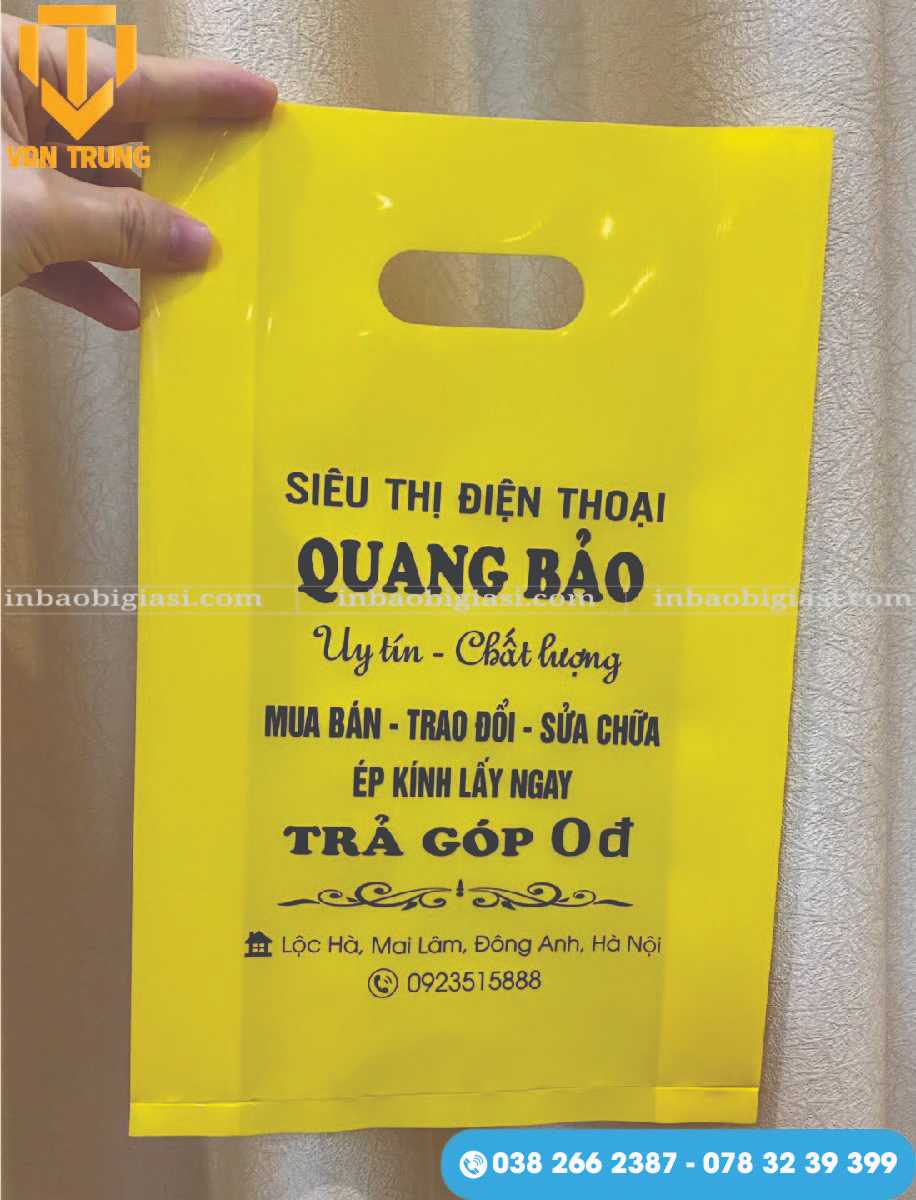 VĂN TRUNG
SIÊU THỊ ĐIỆN THOẠI
QUANG BẢO
inbaobigiasi.com inbaobigiasi.com inbaobigiasi.com
Uy tín - Chất lượng
MUA BÁN - TRAO ĐỔI - SỬA CHỮA
ÉP KÍNH LẤY NGAY
TRẢ GÓP 0đ
Lộc Hà, Mai Lâm, Đông Anh, Hà Nội
0923515888
038 266 2387 - 078 32 39 399